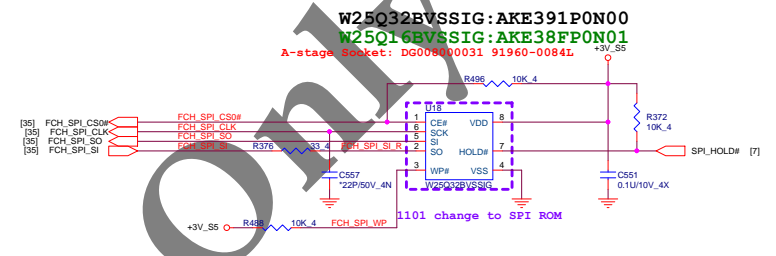 W25Q32BVSSIG:AKE391P0N00
W25Q16BVSSIG:AKE38FP0N01
A-stage Socket: DG008000031 91960-0084L
+3V_S5
R496 10K_4
U18
R372
10K_4
[35] FCH_SPI_CS0# FCH_SPI_CS0# 1 CE# VDD 8
[35] FCH_SPI_CLK FCH_SPI_CLK 6 SCK
[35] FCH_SPI_SO FCH_SPI_SO 5 SI
[35] FCH_SPI_SI FCH_SPI_SI R376 33_4 FCH_SPI_SI_R 2 SO HOLD# 7 SPI_HOLD# [7]
3 WP# VSS 4
W25Q32BVSSIG
C557
*22P/50V_4N
C551
0.1U/10V_4X
1101 change to SPI ROM
+3V_S5 R488 10K_4 FCH_SPI_WP
Only